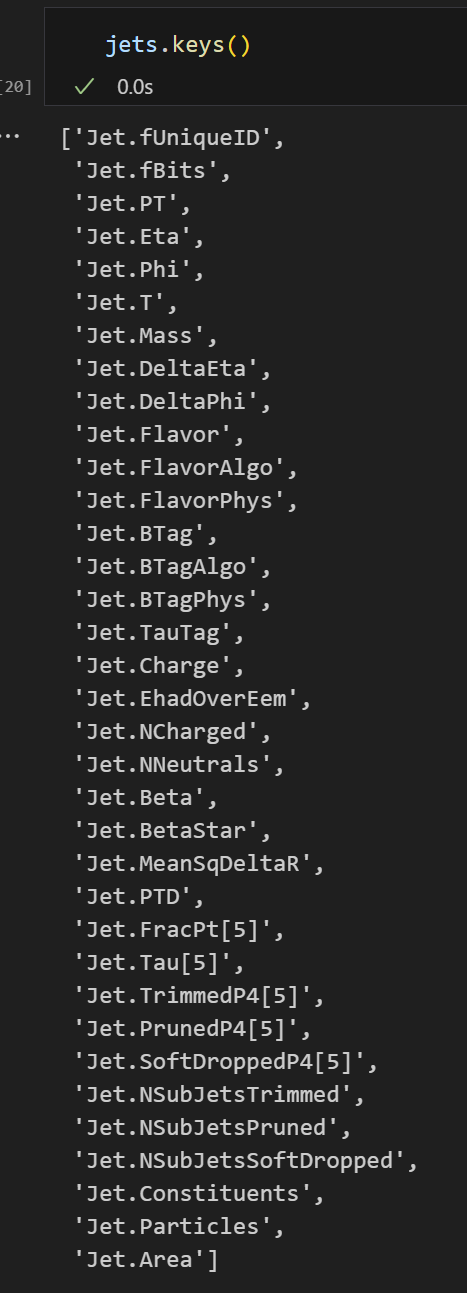 jets.keys()
[20]
0.0s
...
['Jet.fUniqueID',
'Jet.fBits',
'Jet.PT',
'Jet.Eta',
'Jet.Phi',
'Jet.T',
'Jet.Mass',
'Jet.DeltaEta',
'Jet.DeltaPhi',
'Jet.Flavor',
'Jet.FlavorAlgo',
'Jet.FlavorPhys',
'Jet.BTag',
'Jet.BTagAlgo',
'Jet.BTagPhys',
'Jet.TauTag',
'Jet.Charge',
'Jet.EhadOverEem',
'Jet.NCharged',
'Jet.NNeutrals',
'Jet.Beta',
'Jet.BetaStar',
'Jet.MeanSqDeltaR',
'Jet.PTD',
'Jet.FracPt[5]',
'Jet.Tau[5]',
'Jet.TrimmedP4[5]',
'Jet.PrunedP4[5]',
'Jet.SoftDroppedP4[5]',
'Jet.NSubJetsTrimmed',
'Jet.NSubJetsPruned',
'Jet.NSubJetsSoftDropped',
'Jet.Constituents',
'Jet.Particles',
'Jet.Area']